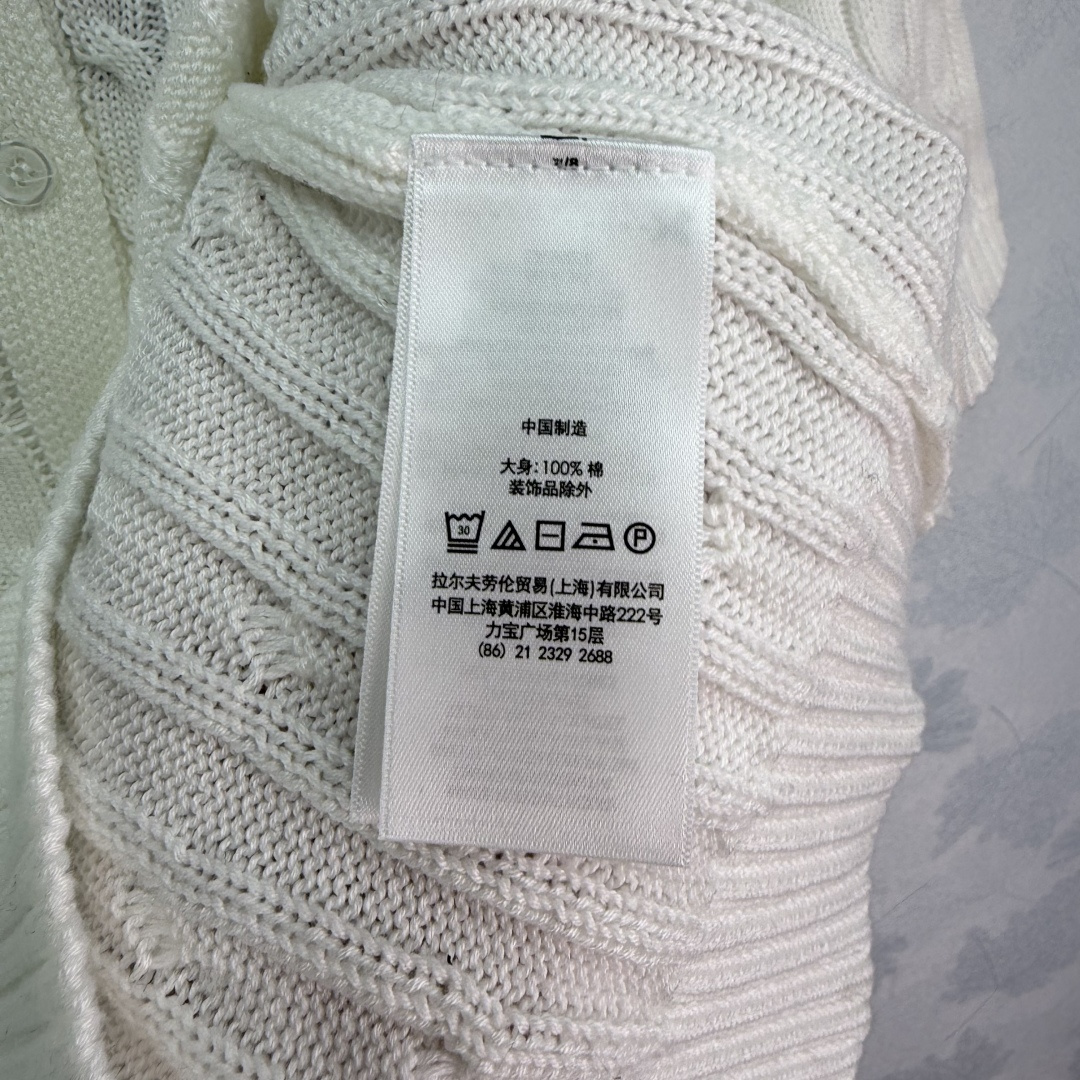 中国制造
大身:100% 棉
装饰品除外
30
P
拉尔夫劳伦贸易(上海)有限公司
中国上海黄浦区淮海中路222号
力宝广场第15层
(86) 21 2329 2688